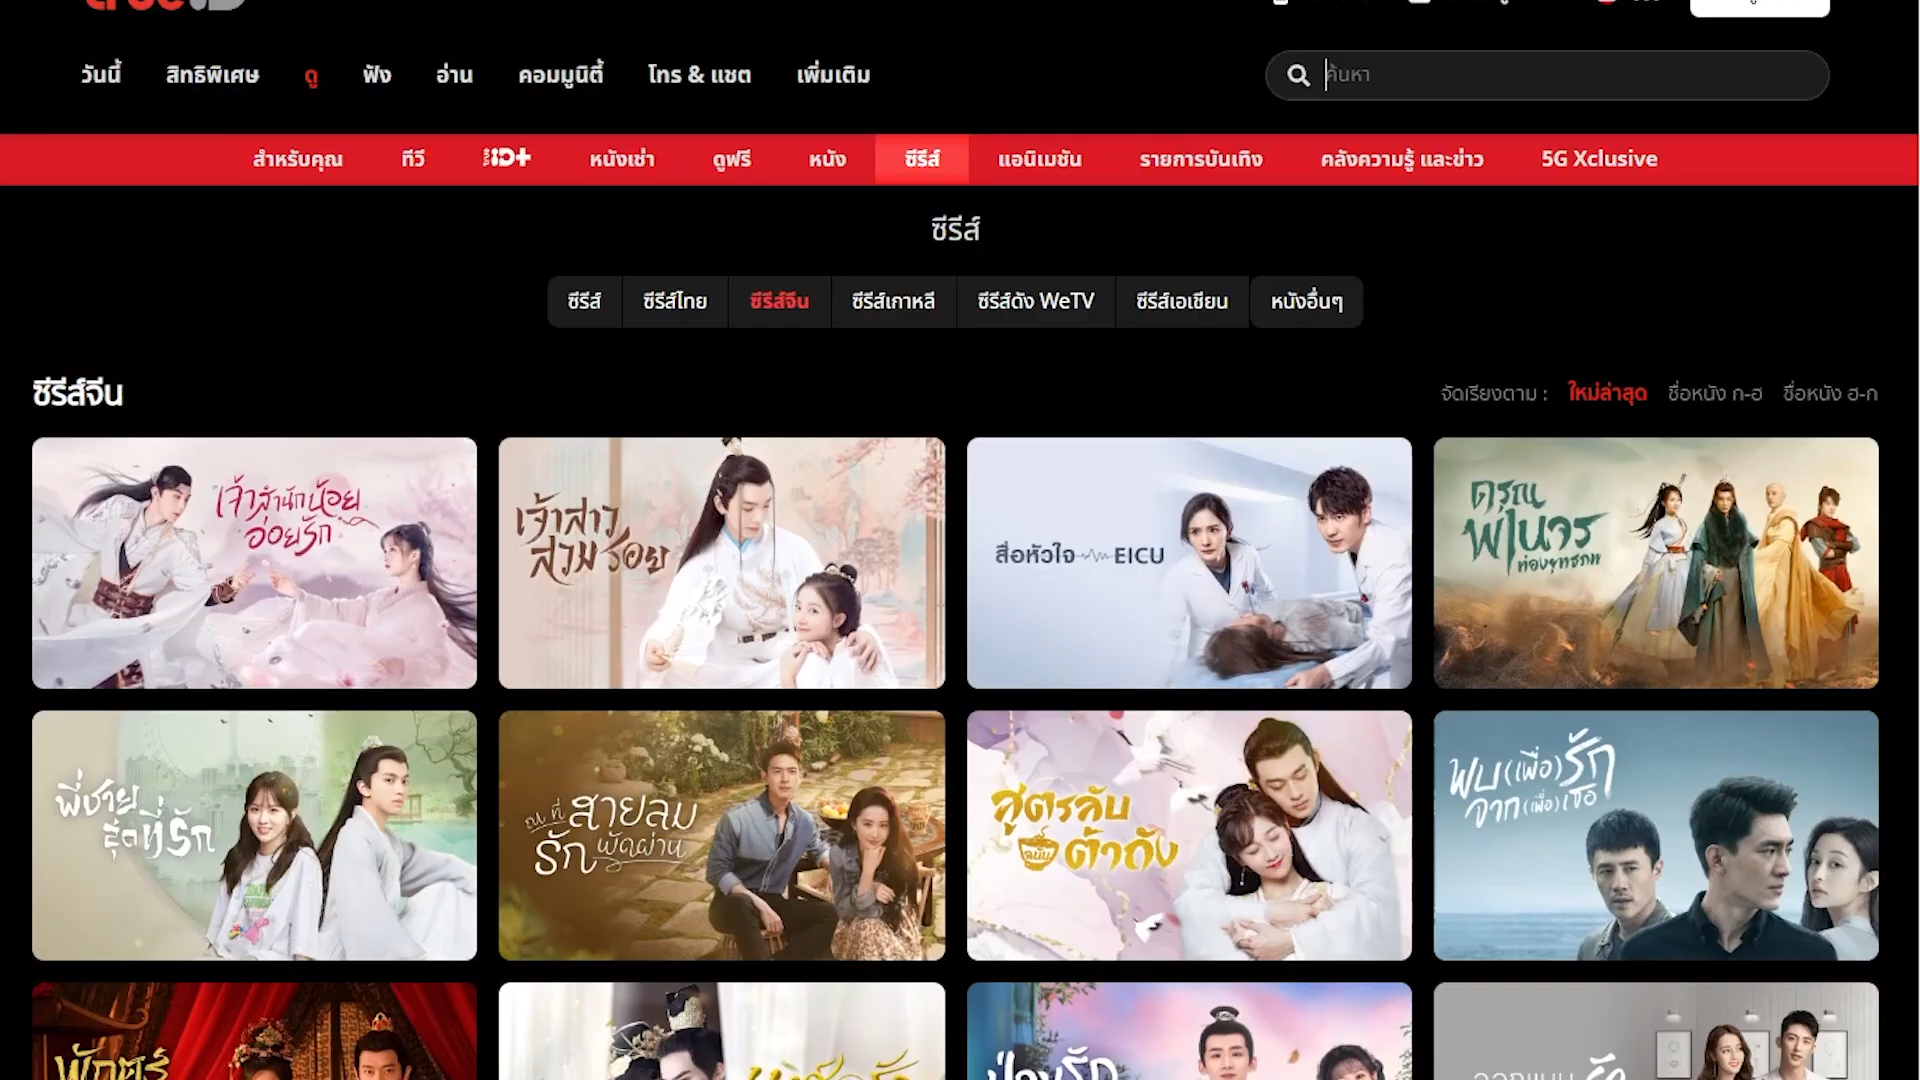 true iD
วันนี้ สิทธิพิเศษ ดู ฟัง อ่าน คอมมูนิตี้ โทร & แชต เพิ่มเติม
ค้นหา
สำหรับคุณ ทีวี iD+ หนังเช่า ดูฟรี หนัง ซีรีส์ แอนิเมชัน รายการบันเทิง คลังความรู้ และข่าว 5G Xclusive
ซีรีส์
ซีรีส์ ซีรีส์ไทย ซีรีส์จีน ซีรีส์เกาหลี ซีรีส์ดัง WeTV ซีรีส์เอเชียน หนังอื่นๆ
ซีรีส์จีน
จัดเรียงตาม : ใหม่ล่าสุด ชื่อหนัง ก-ฮ ชื่อหนัง ฮ-ก
เจ้าสำนักน้อย
อ่อยรัก
เจ้าสาว
สามร้อย
สื่อหัวใจ EICU
ดรุณ
พเนจร
ท่องยุทธภพ
พี่ชาย
สุดที่รัก
ณ ที่ สายลม
รัก พัดผ่าน
สูตรลับ
ฉบับ ตำถัง
พบ (เพื่อ) รัก
จาก (เพื่อ) เธอ
ป่วนรัก